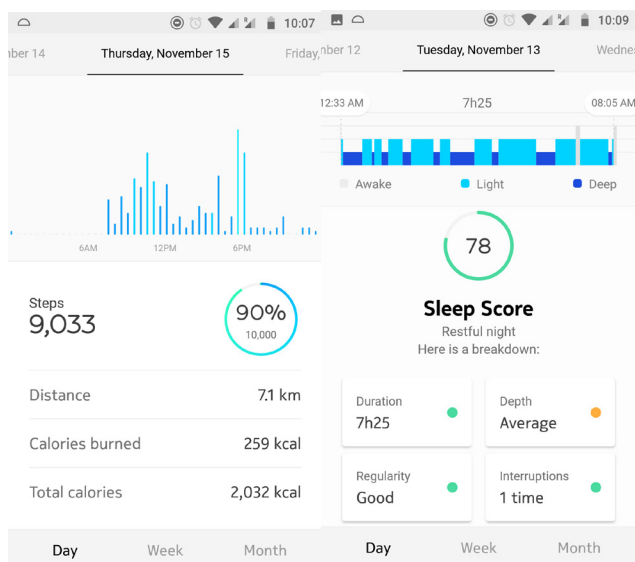 10:07
nber 14 Thursday, November 15 Friday,
6AM 12PM 6PM
Steps
9,033
90%
10,000
Distance 7.1 km
Calories burned 259 kcal
Total calories 2,032 kcal
Day Week Month
10:09
nber 12 Tuesday, November 13 Wednes
12:33 AM 7h25 08:05 AM
Awake Light Deep
78
Sleep Score
Restful night
Here is a breakdown:
Duration
7h25
Depth
Average
Regularity
Good
Interruptions
1 time
Day Week Month